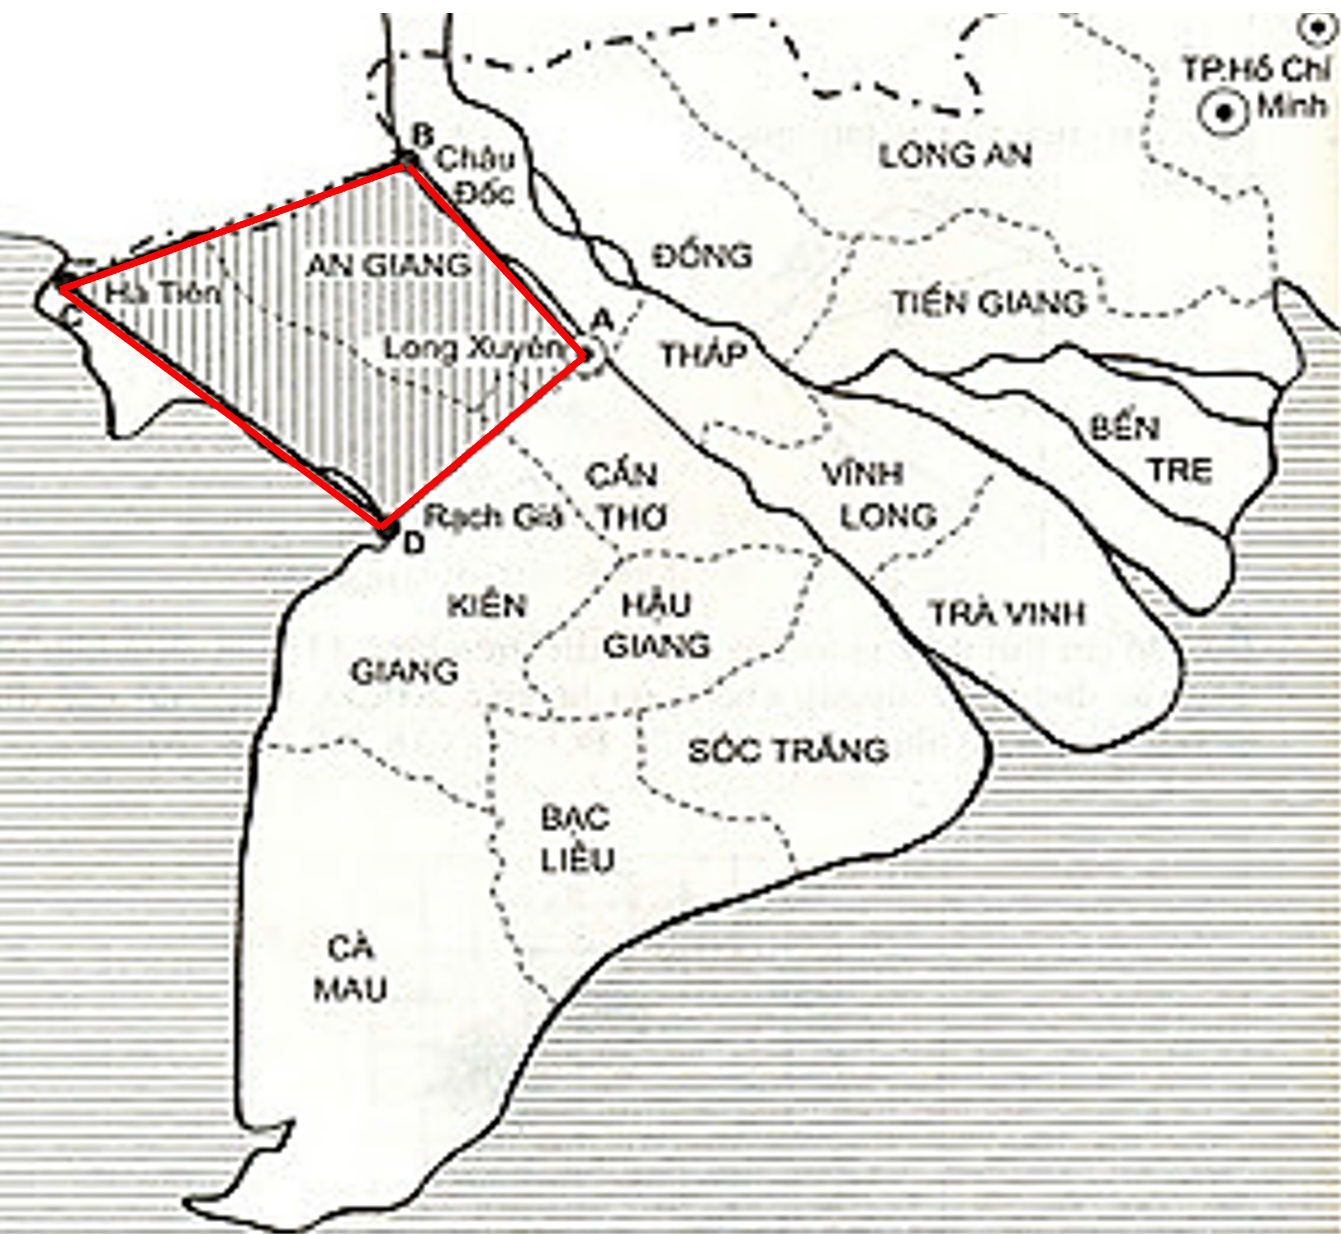 TP.Hồ Chí
Minh
LONG AN
B
Châu
Đốc
ĐỒNG
THÁP
AN GIANG
Hà Tiên
C
A
Long Xuyên
TIỀN GIANG
BẾN
TRE
CẦN
THƠ
VĨNH
LONG
Rạch Giá
D
KIÊN
GIANG
HẬU
GIANG
TRÀ VINH
SÓC TRĂNG
BẠC
LIÊU
CÀ
MAU